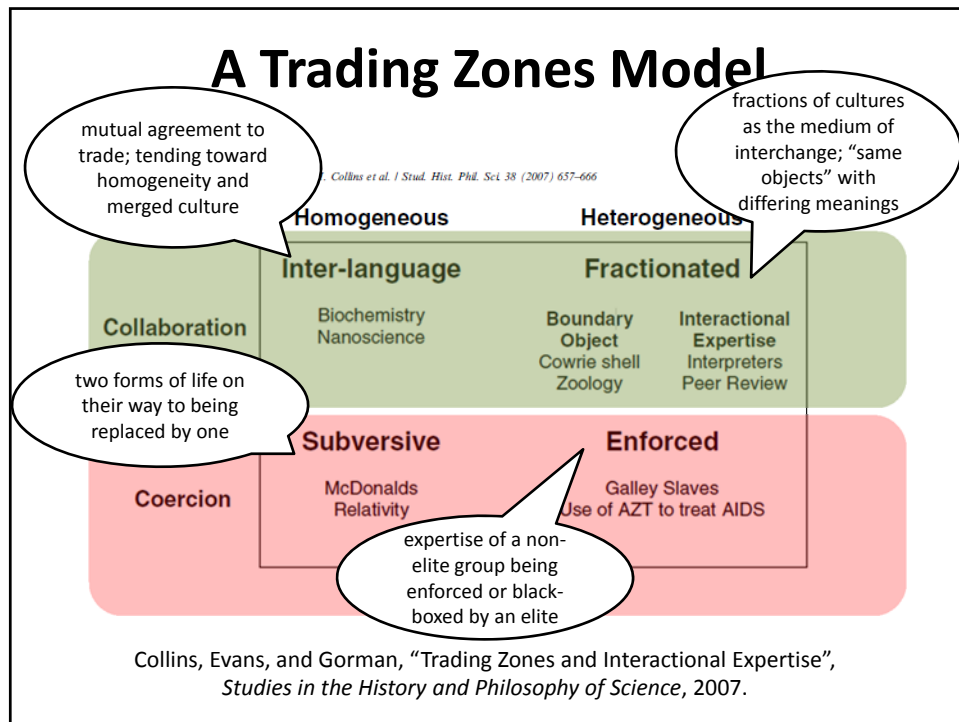 A Trading Zones Model
mutual agreement to
trade; tending toward
homogeneity and
merged culture
fractions of cultures
as the medium of
interchange; “same
objects” with
differing meanings
Collins et al. / Stud. Hist. Phil. Sci. 38 (2007) 657–666
Homogeneous
Heterogeneous
Collaboration
Inter-language
Biochemistry
Nanoscience
Fractionated
Boundary
Object
Cowrie shell
Zoology
Interactional
Expertise
Interpreters
Peer Review
two forms of life on
their way to being
replaced by one
Coercion
Subversive
McDonalds
Relativity
Enforced
Galley Slaves
Use of AZT to treat AIDS
expertise of a non-
elite group being
enforced or black-
boxed by an elite
Collins, Evans, and Gorman, “Trading Zones and Interactional Expertise”,
Studies in the History and Philosophy of Science, 2007.